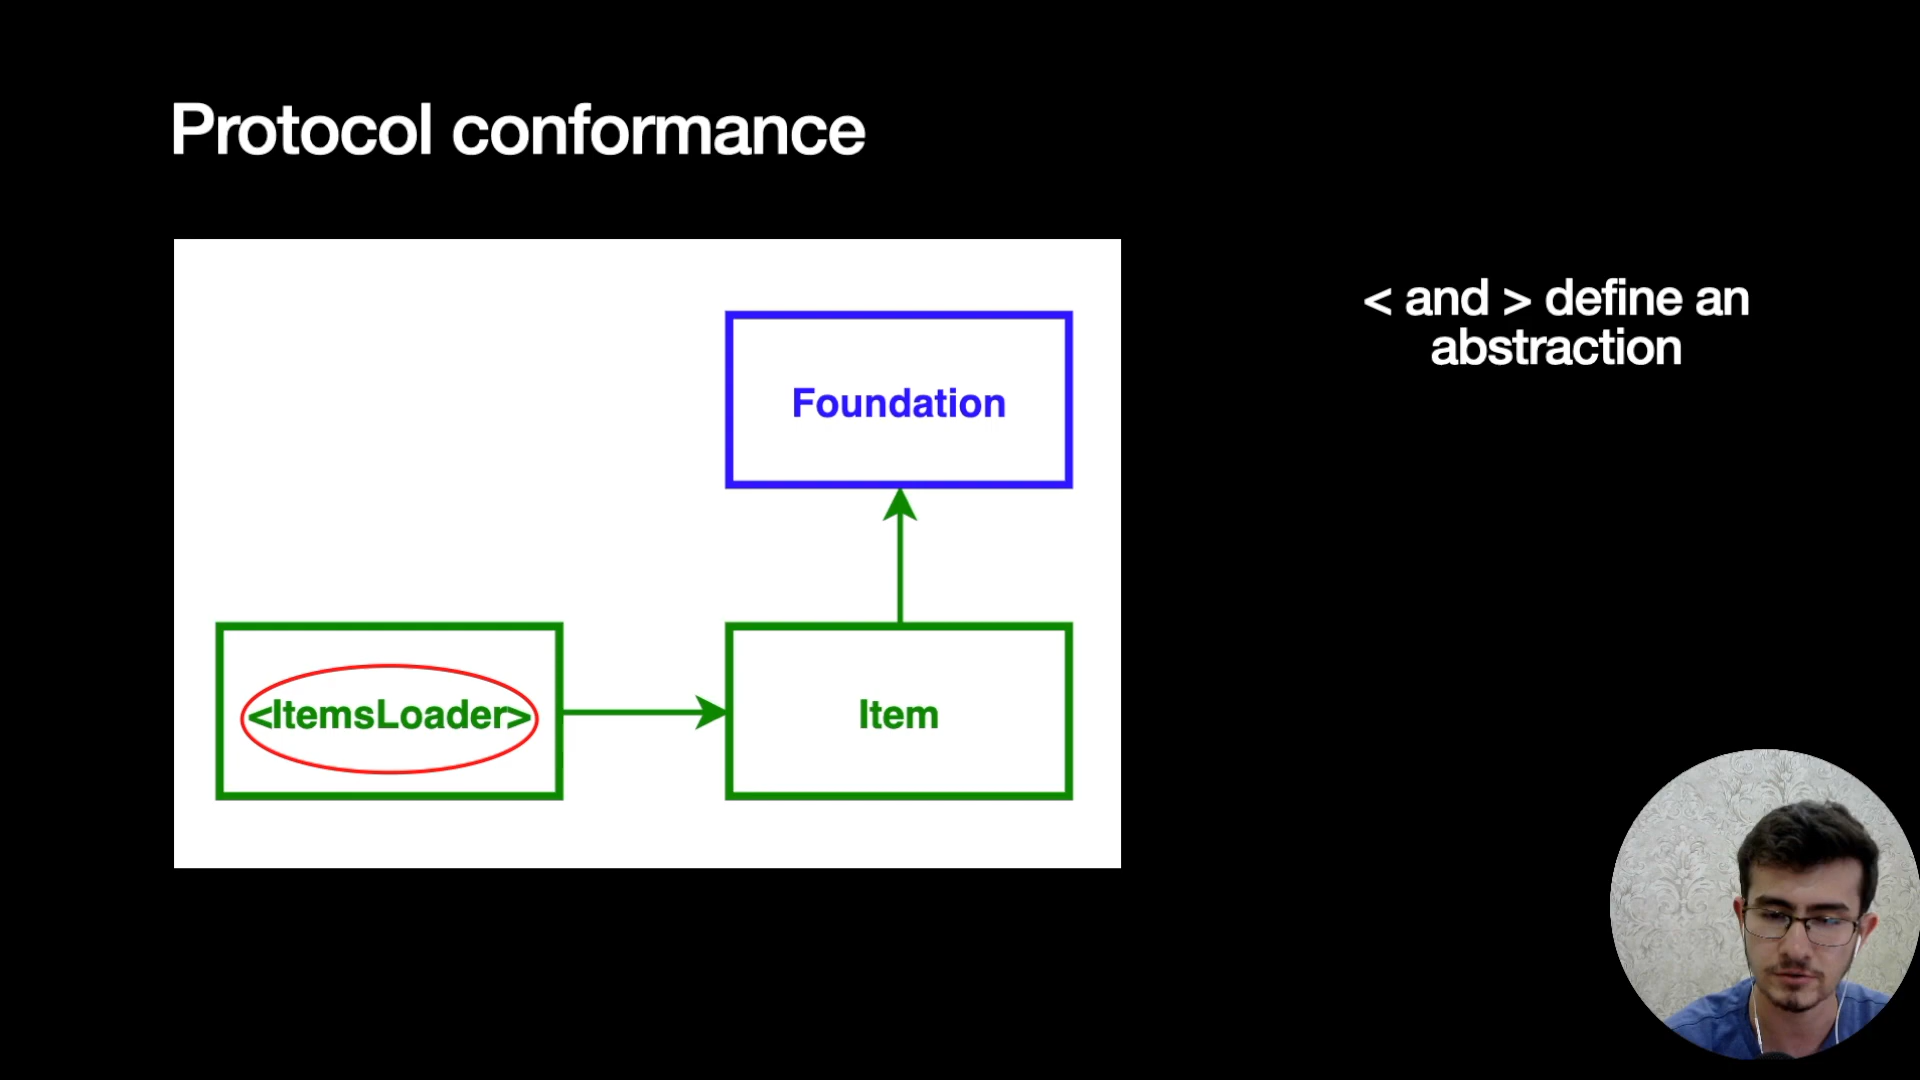 Protocol conformance
< and > define an
abstraction
Foundation
<ItemsLoader>
Item